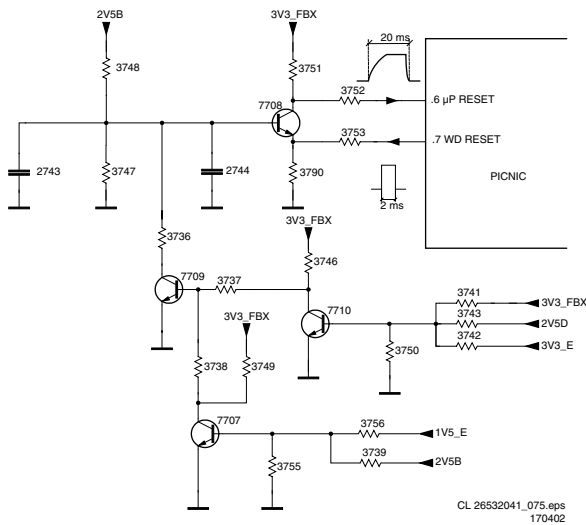 2V5B
3V3_FBX
20 ms
3748
3751
3752
.6 µP RESET
7708
3753
.7 WD RESET
2743
3747
2744
3790
PICNIC
2 ms
3V3_FBX
3736
3746
7709
3737
7710
3741
3V3_FBX
3743
2V5D
3742
3V3_E
3V3_FBX
3750
3738
3749
7707
3756
1V5_E
3739
2V5B
3755
CL 26532041_075.eps
170402